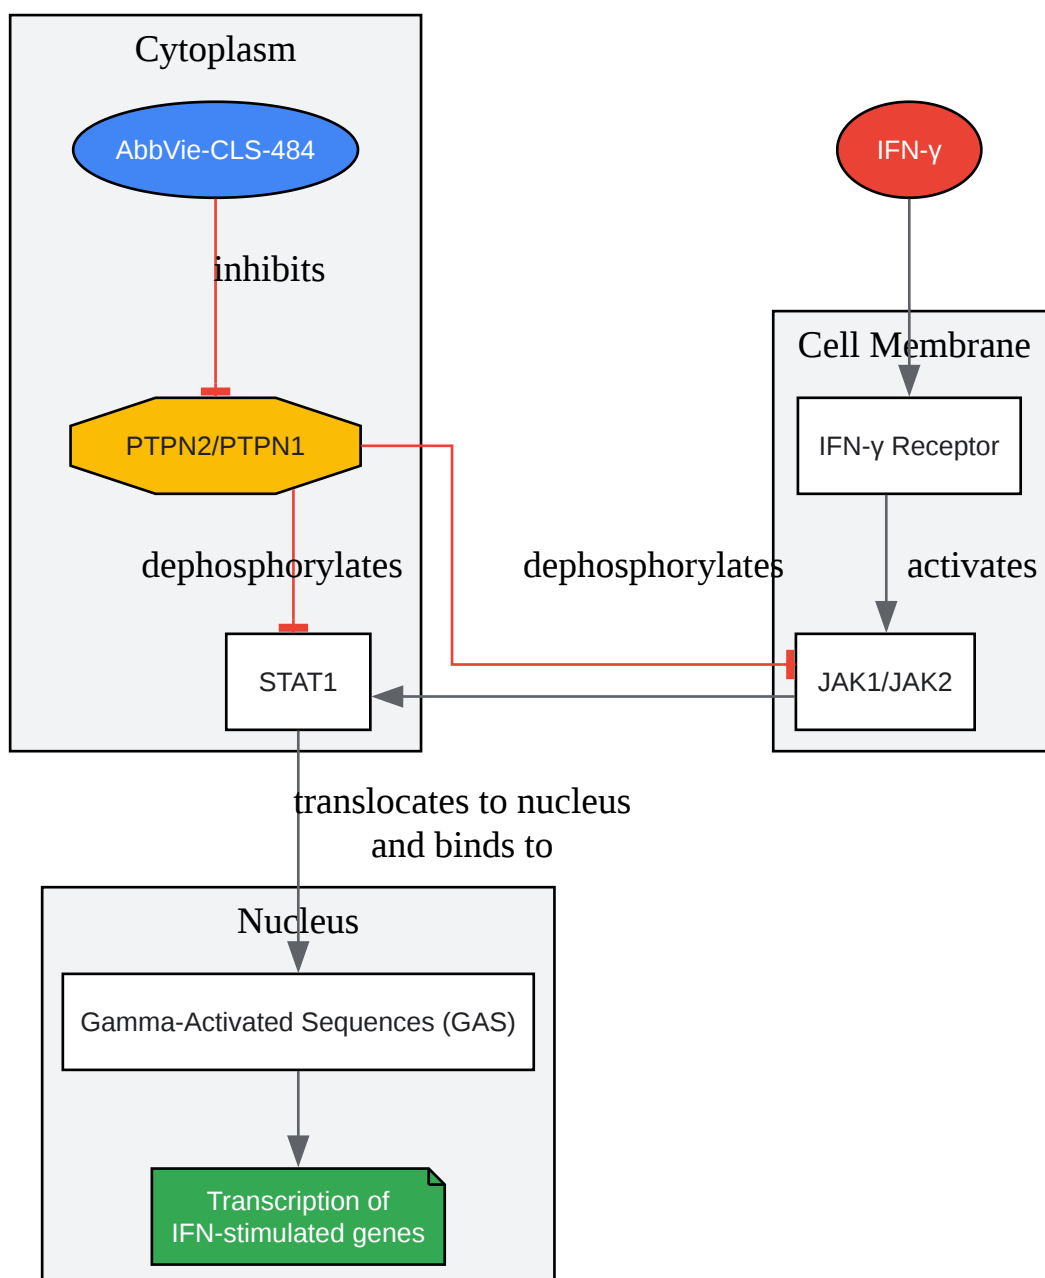 Cytoplasm
AbbVie-CLS-484
IFN-γ
inhibits
Cell Membrane
PTPN2/PTPN1
IFN-γ Receptor
dephosphorylates
dephosphorylates
activates
STAT1
JAK1/JAK2
translocates to nucleus
and binds to
Nucleus
Gamma-Activated Sequences (GAS)
Transcription of
IFN-stimulated genes